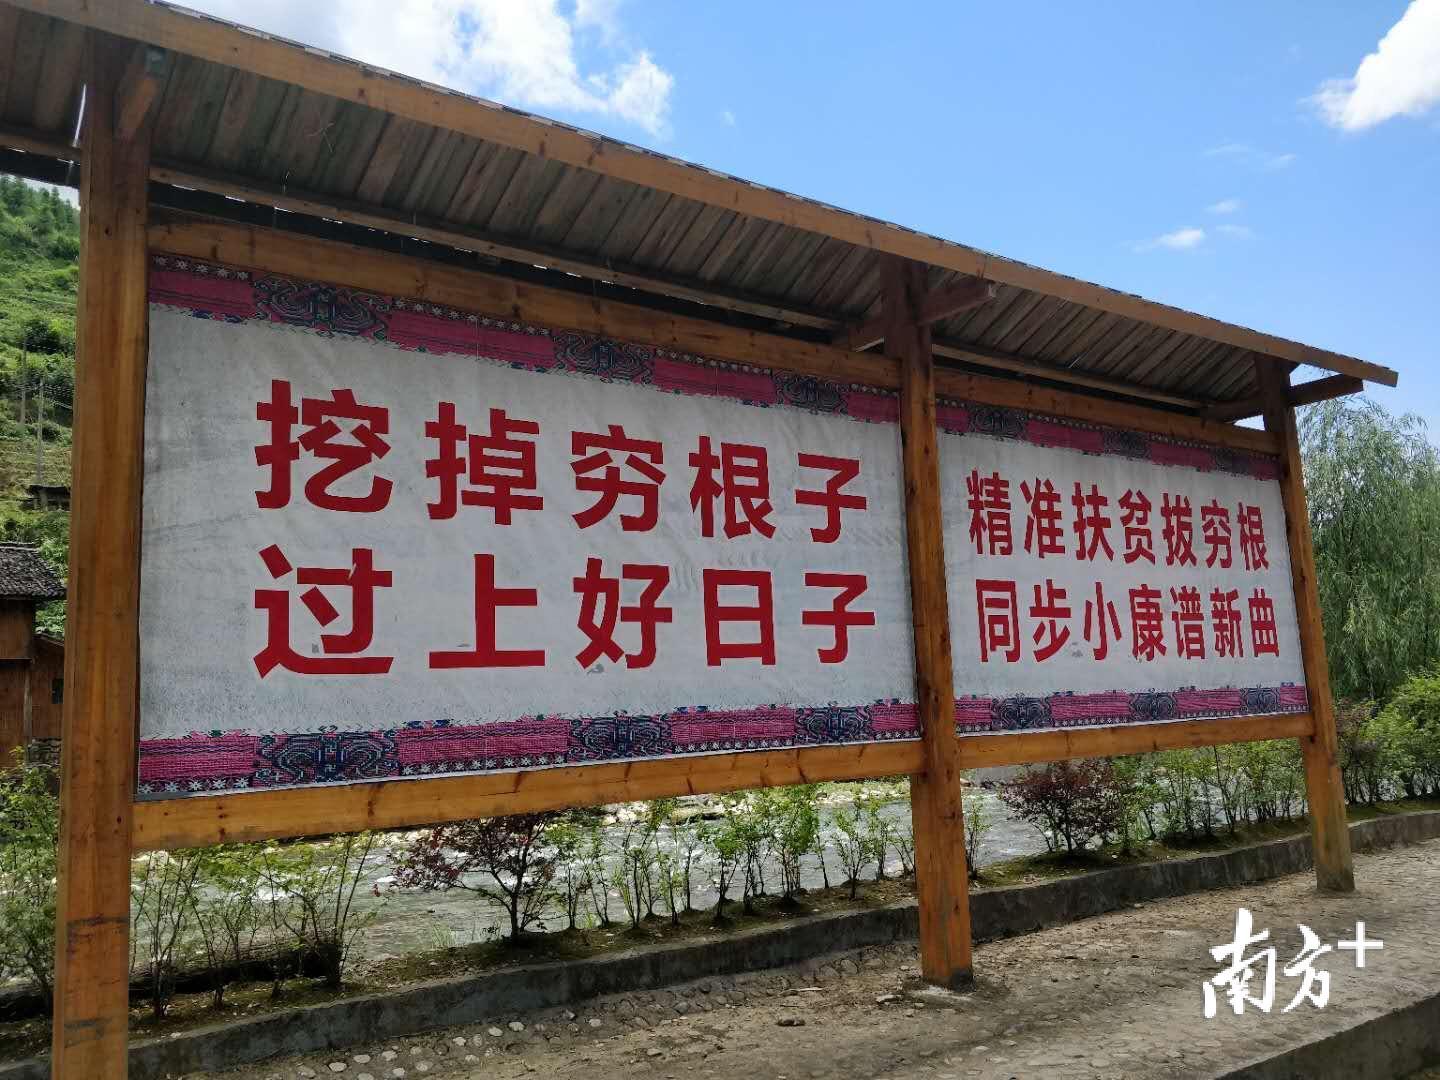 挖掉穷根子
过上好日子
精准扶贫拔穷根
同步小康谱新曲
南方+